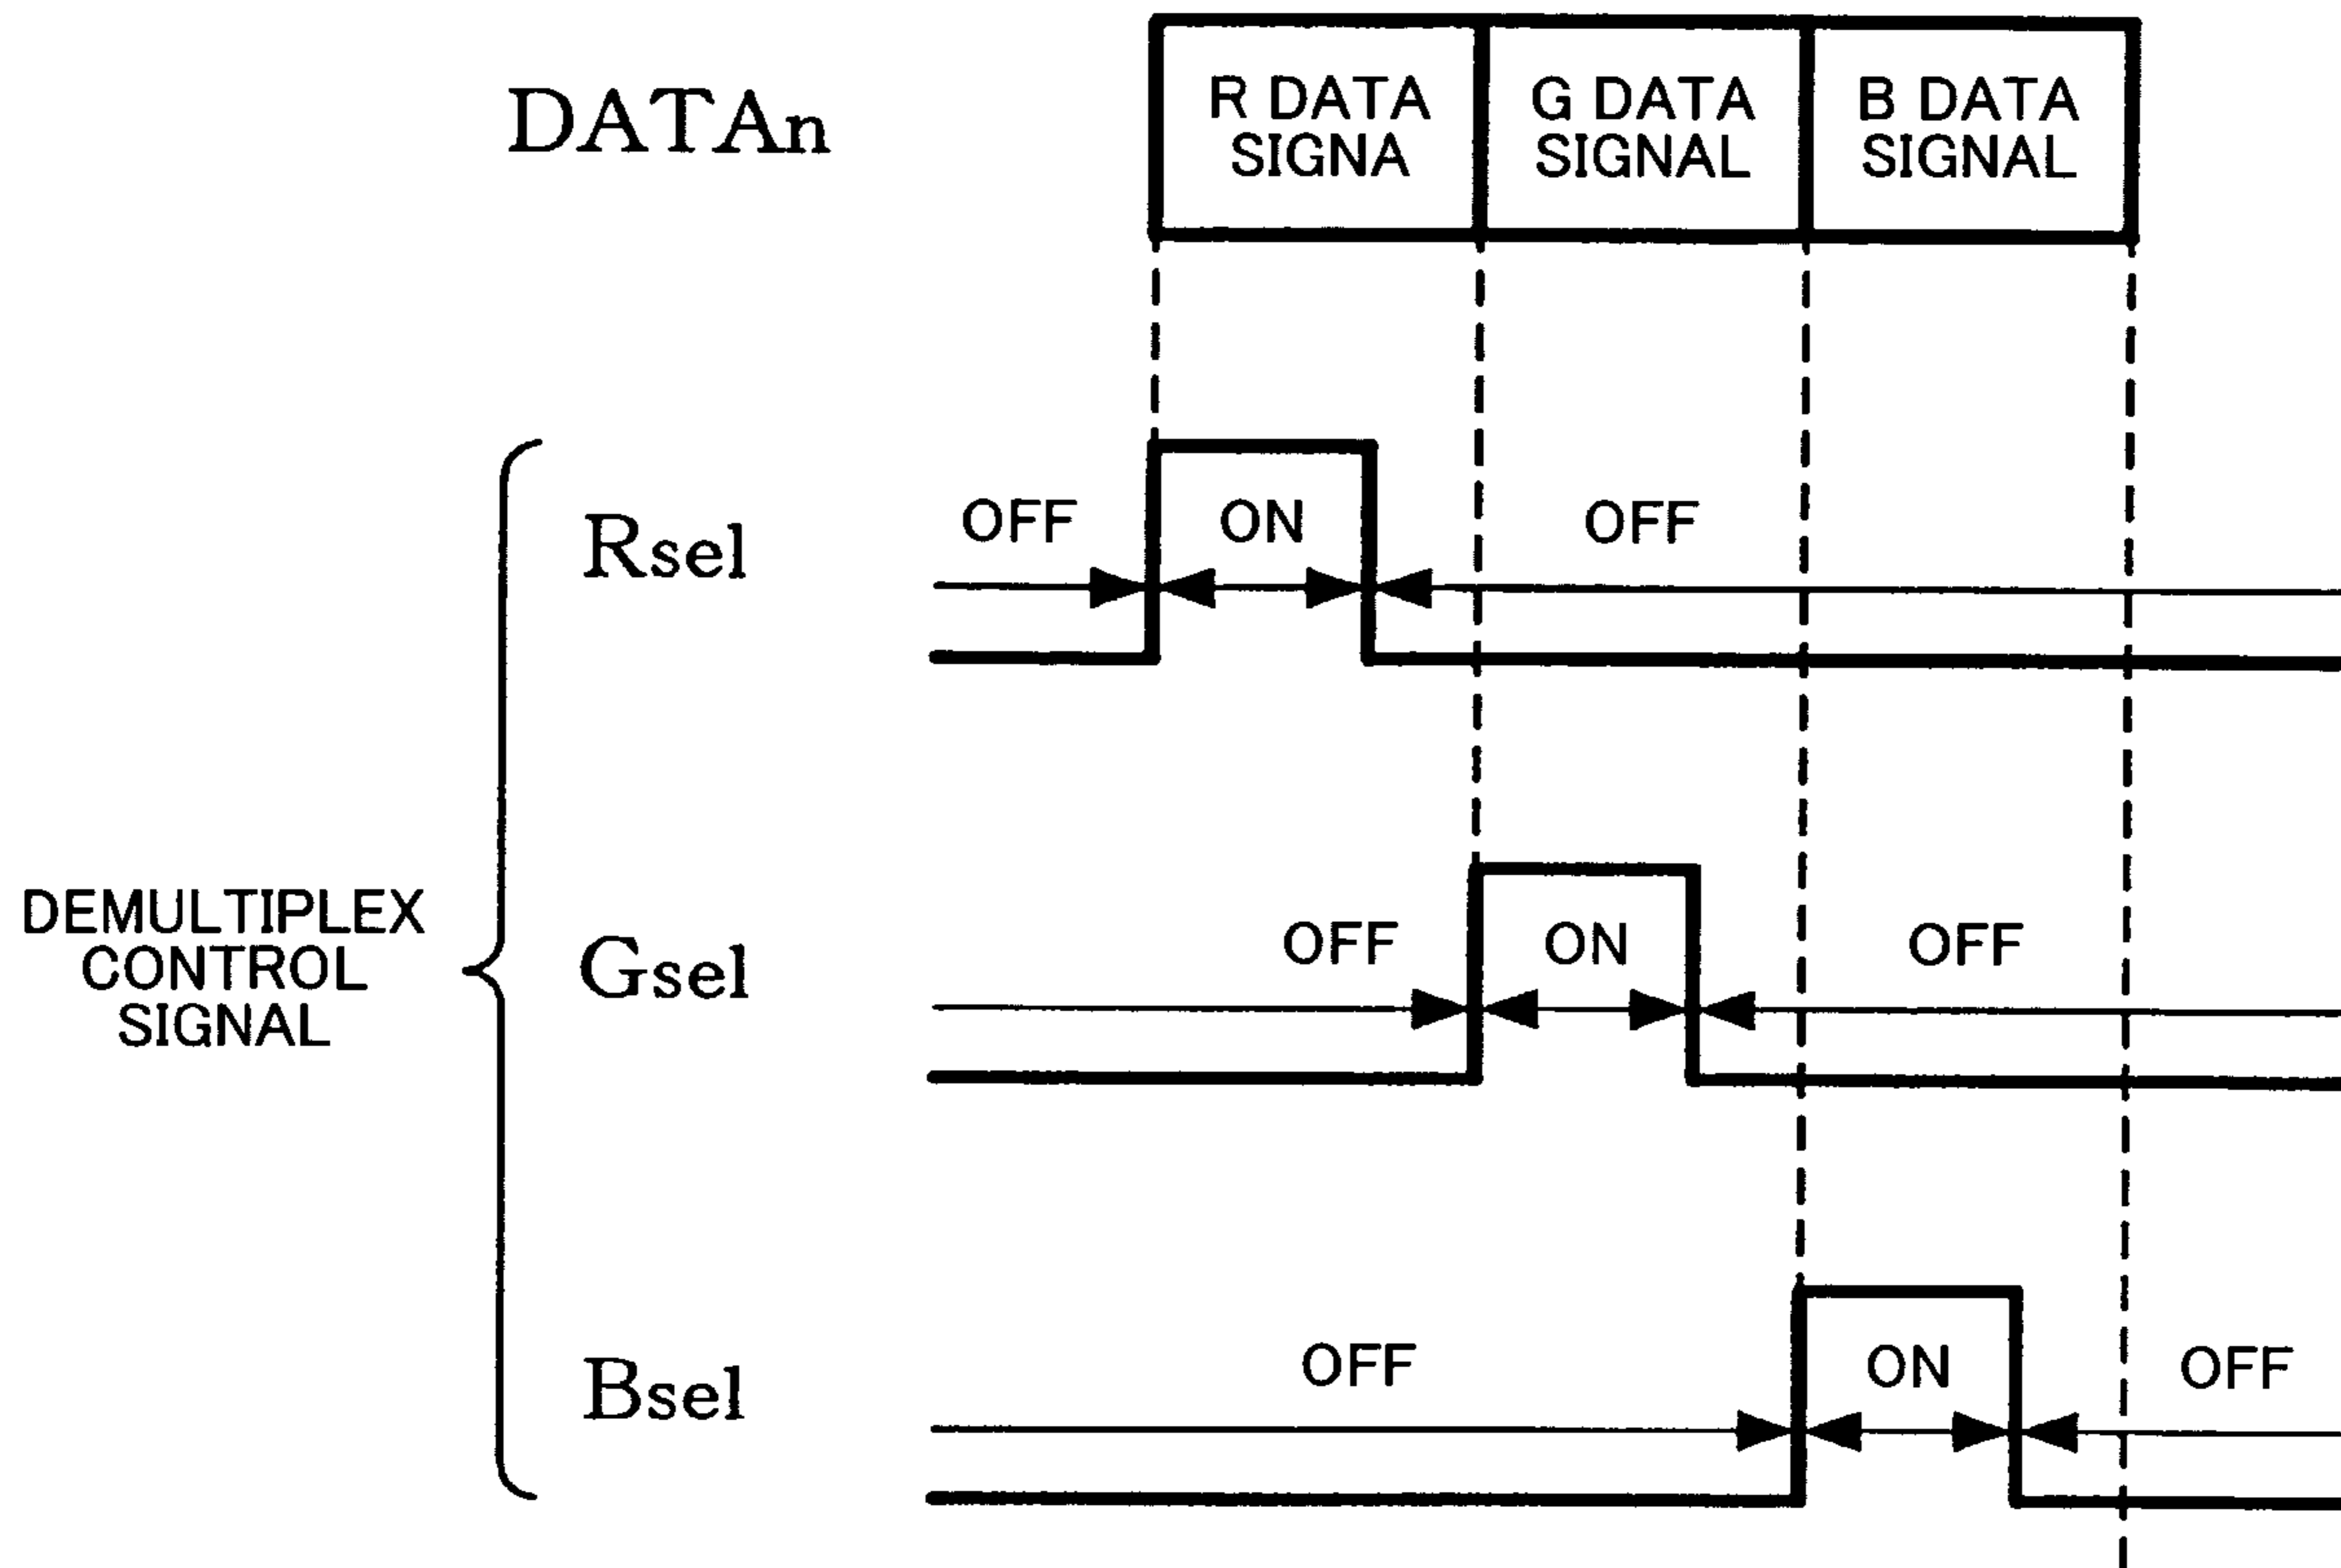 DATAn
R DATA
SIGNA
G DATA
SIGNAL
B DATA
SIGNAL
DEMULTIPLEX
CONTROL
SIGNAL
Rsel
OFF
ON
OFF
Gsel
OFF
ON
OFF
Bsel
OFF
ON
OFF